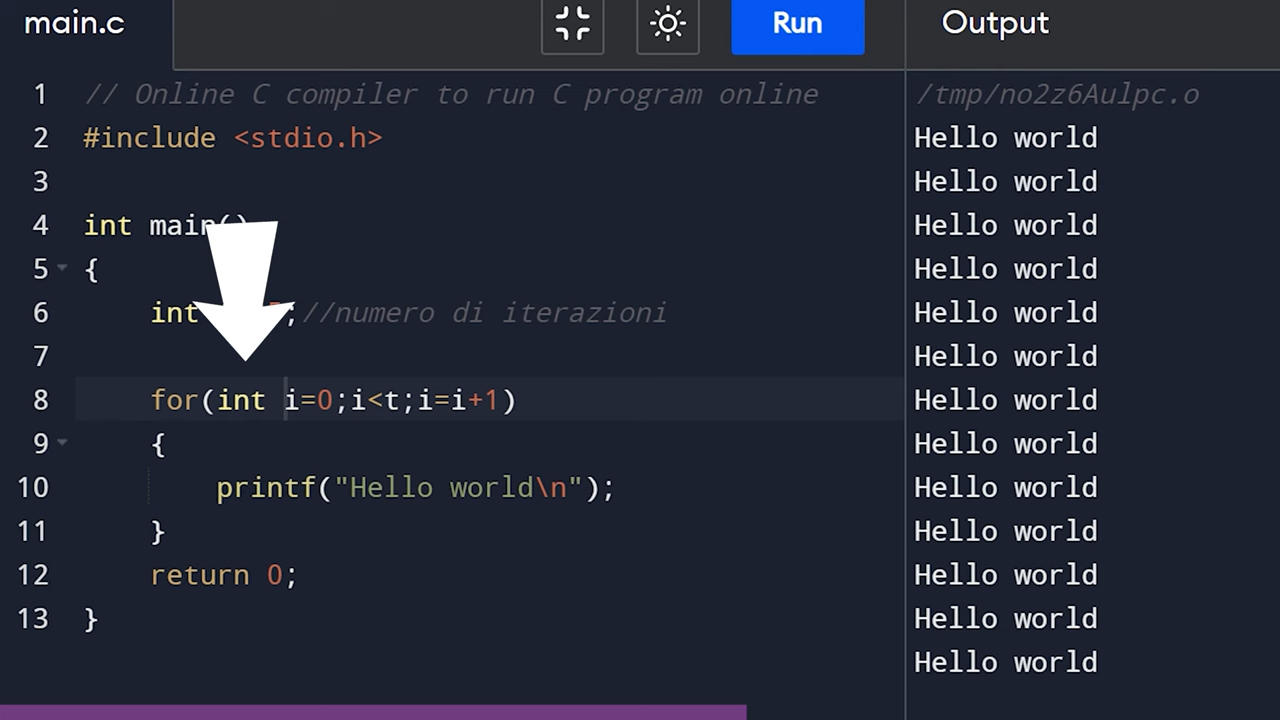 main.c
Run
Output
1 // Online C compiler to run C program online
2 #include <stdio.h>
3
4 int main()
5 {
6 int ;//numero di iterazioni
7
8 for(int i=0;i<t;i=i+1)
9 {
10 printf("Hello world\n");
11 }
12 return 0;
13 }
/tmp/no2z6Aulpc.o
Hello world
Hello world
Hello world
Hello world
Hello world
Hello world
Hello world
Hello world
Hello world
Hello world
Hello world
Hello world
Hello world